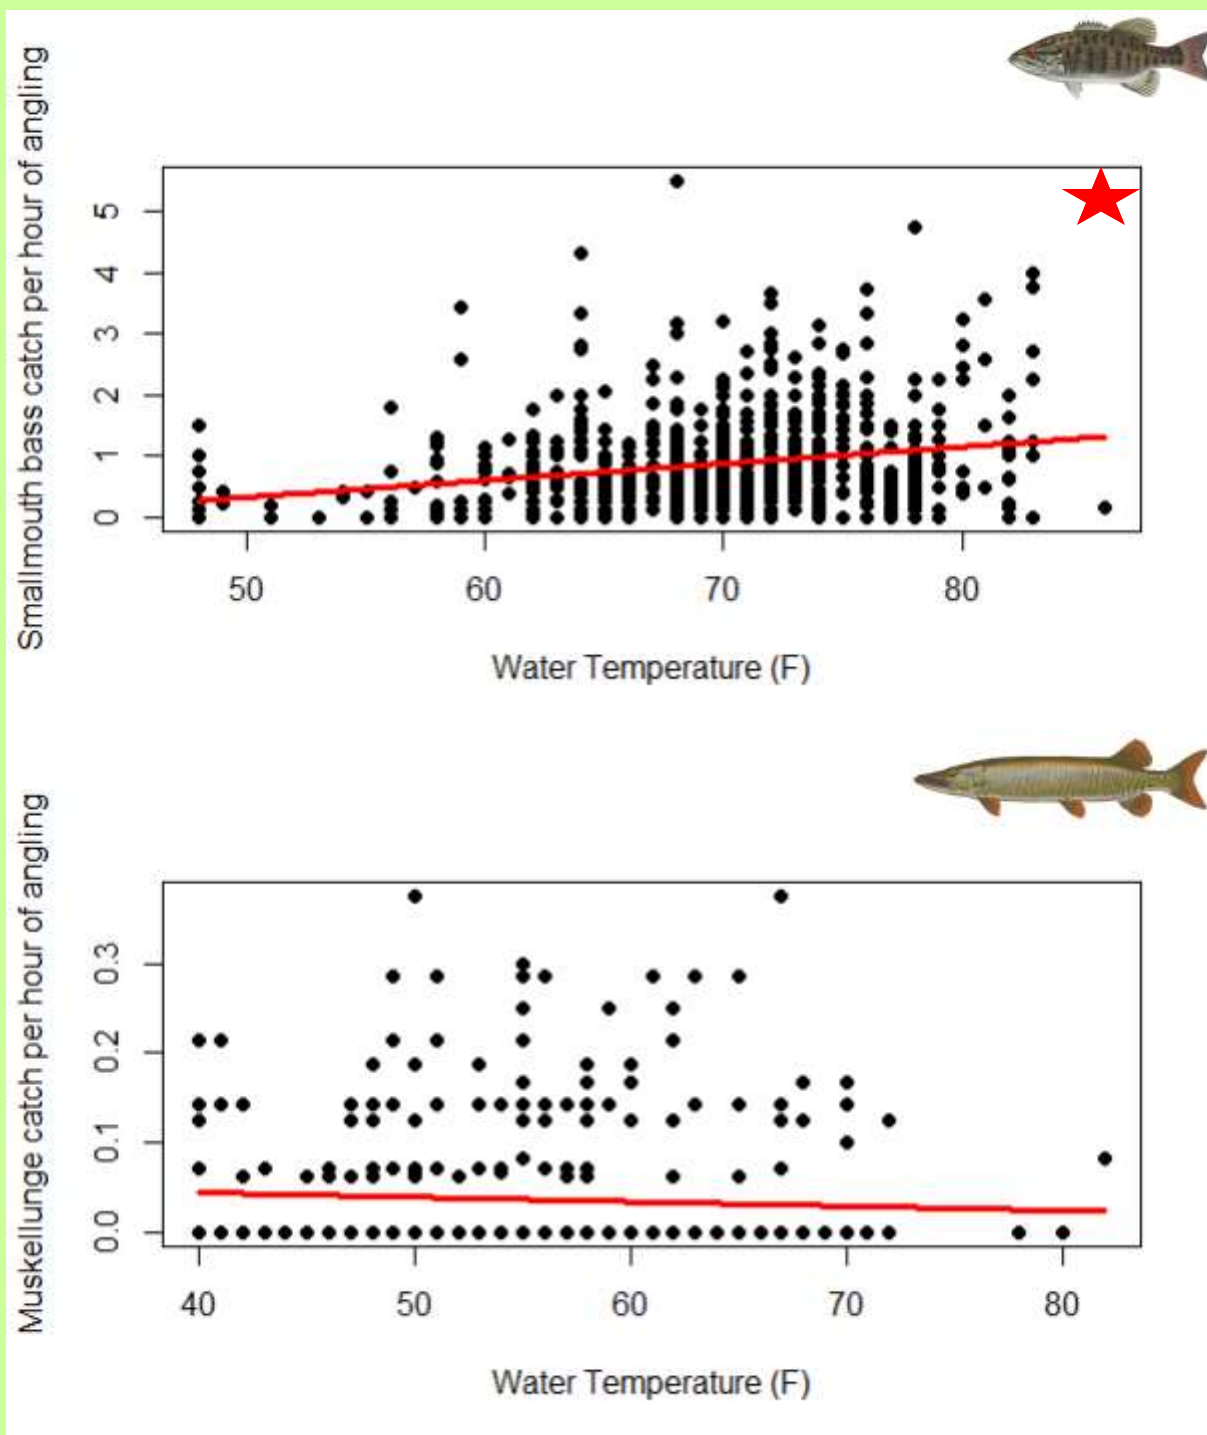 Smallmouth bass catch per hour of angling
5
4
3
2
1
0
50 60 70 80
Water Temperature (F)
Muskellunge catch per hour of angling
0.3
0.2
0.1
0.0
40 50 60 70 80
Water Temperature (F)